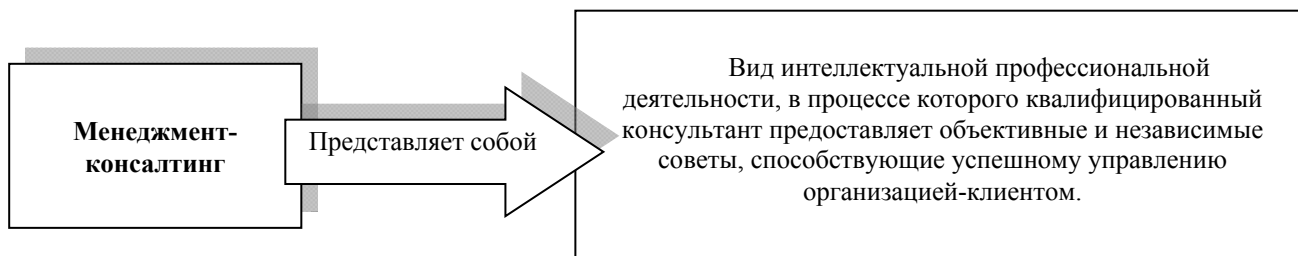 Менеджмент-
консалтинг
Представляет собой
Вид интеллектуальной профессиональной
деятельности, в процессе которого квалифицированный
консультант предоставляет объективные и независимые
советы, способствующие успешному управлению
организацией-клиентом.